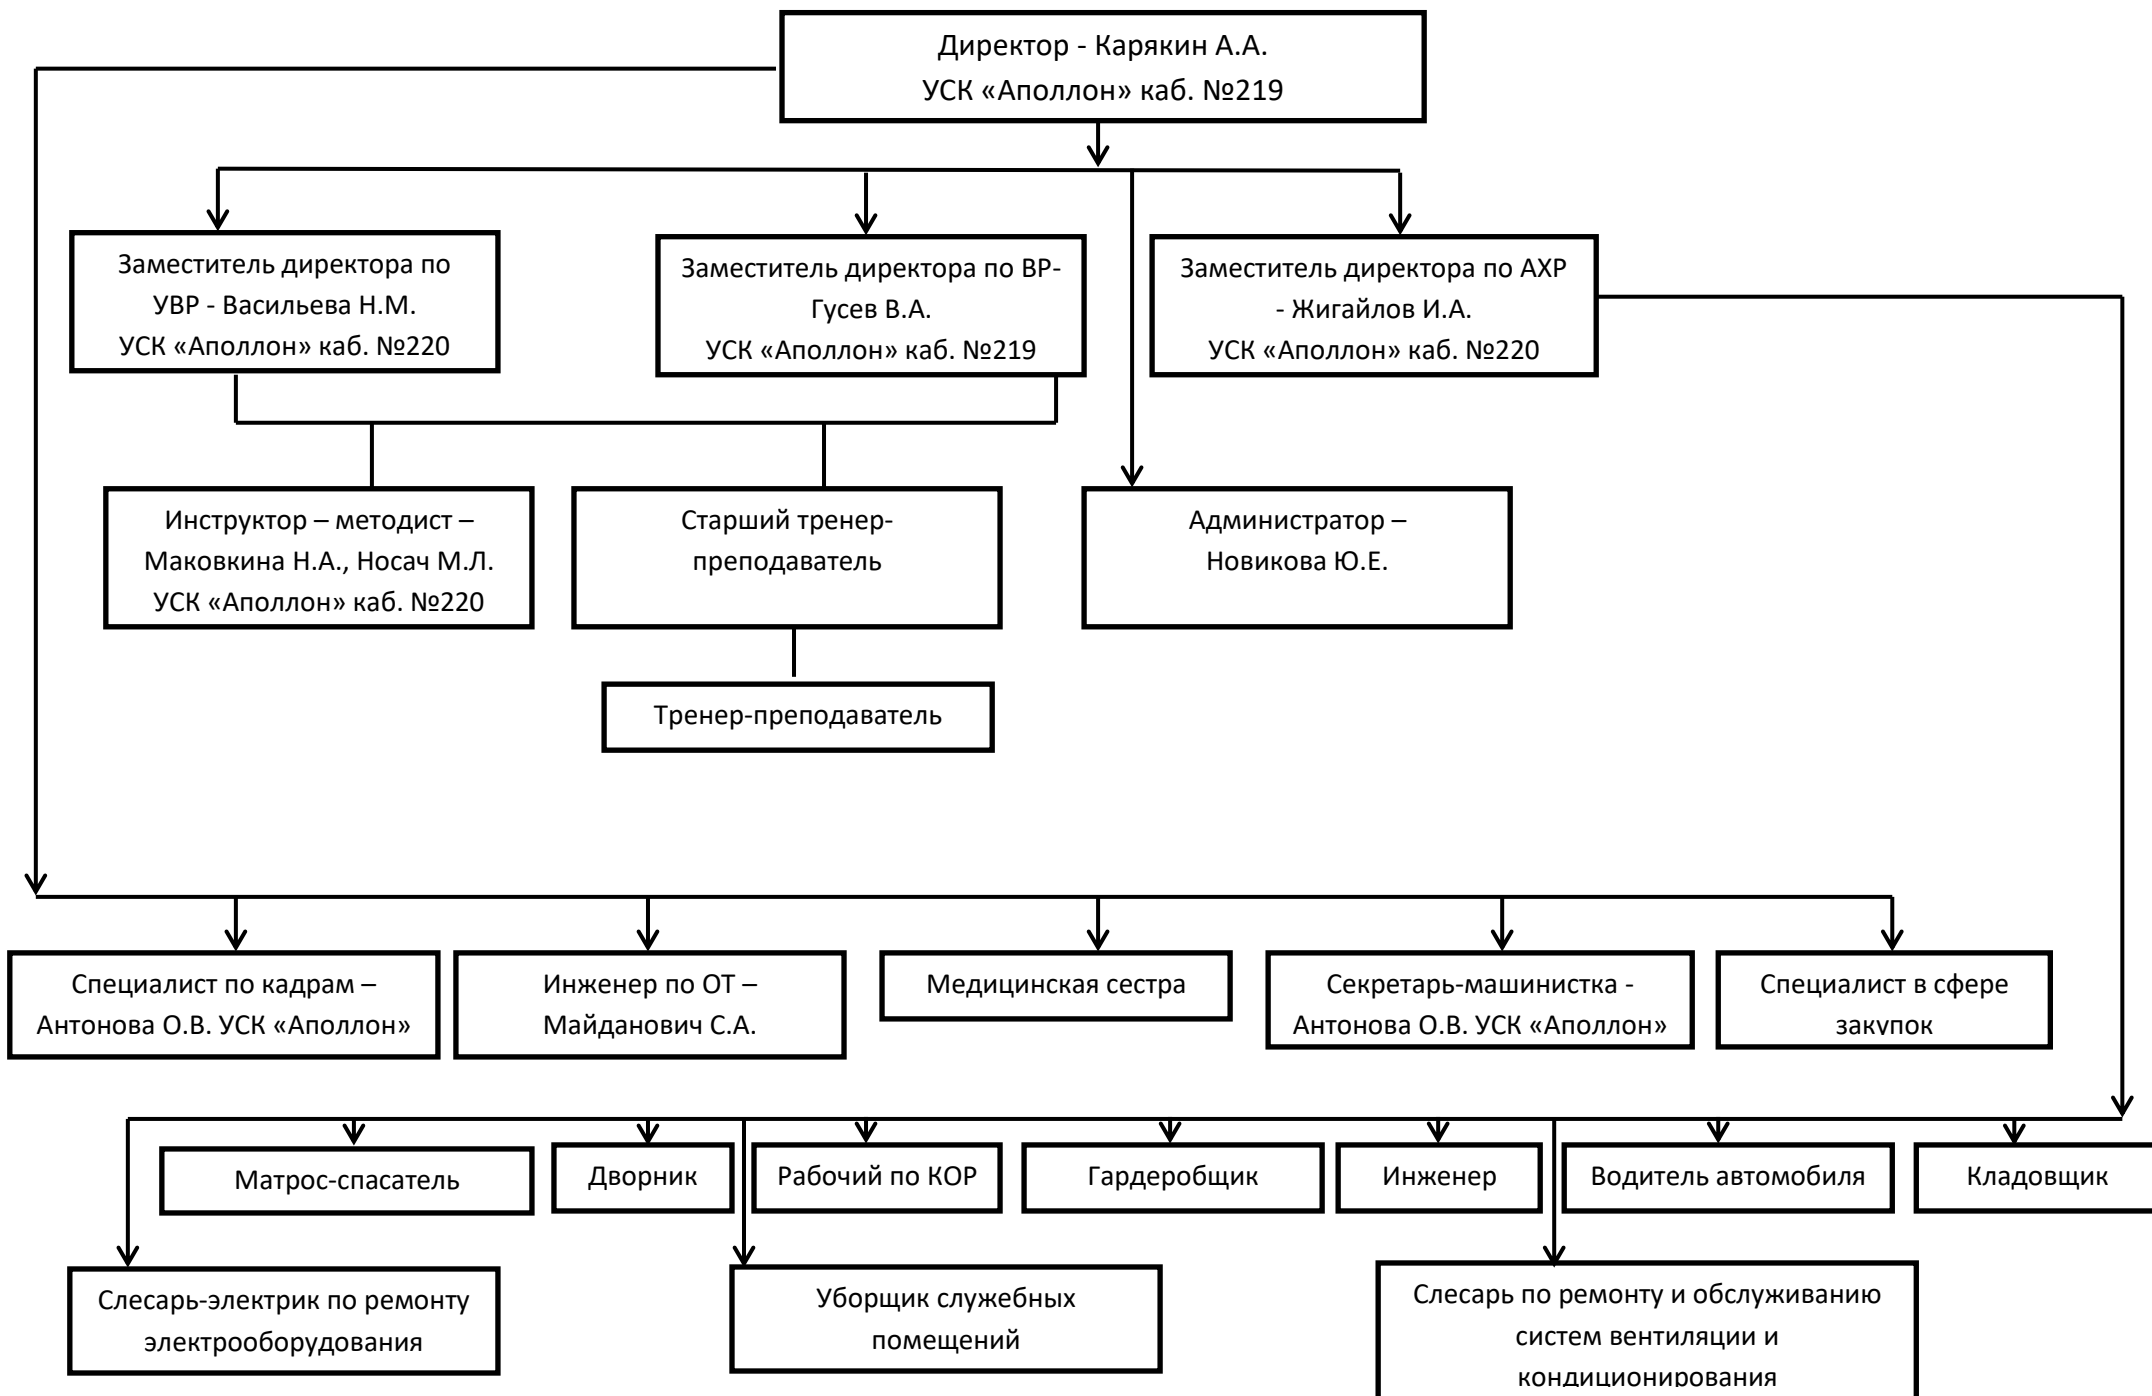 Директор - Карякин А.А.
УСК «Аполлон» каб. №219
Заместитель директора по
УВР - Васильева Н.М.
УСК «Аполлон» каб. №220
Заместитель директора по ВР-
Гусев В.А.
УСК «Аполлон» каб. №219
Заместитель директора по АХР
- Жигайлов И.А.
УСК «Аполлон» каб. №220
Инструктор – методист –
Маковкина Н.А., Носач М.Л.
УСК «Аполлон» каб. №220
Старший тренер-
преподаватель
Администратор –
Новикова Ю.Е.
Тренер-преподаватель
Специалист по кадрам –
Антонова О.В. УСК «Аполлон»
Инженер по ОТ –
Майданович С.А.
Медицинская сестра
Секретарь-машинистка -
Антонова О.В. УСК «Аполлон»
Специалист в сфере
закупок
Матрос-спасатель
Дворник
Рабочий по КОР
Гардеробщик
Инженер
Водитель автомобиля
Кладовщик
Слесарь-электрик по ремонту
электрооборудования
Уборщик служебных
помещений
Слесарь по ремонту и обслуживанию
систем вентиляции и
кондиционирования